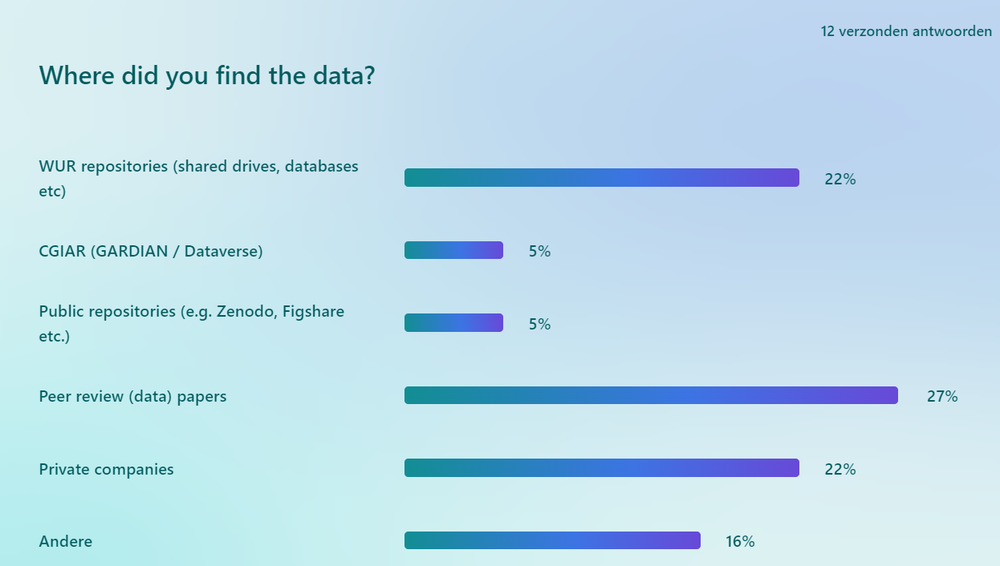 12 verzonden antwoorden
Where did you find the data?
WUR repositories (shared drives, databases
etc)
22%
CGIAR (GARDIAN / Dataverse)
5%
Public repositories (e.g. Zenodo, Figshare
etc.)
5%
Peer review (data) papers
27%
Private companies
22%
Andere
16%